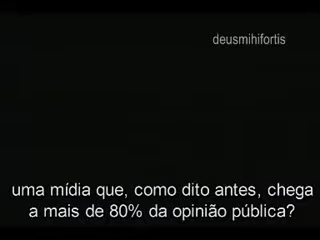 deusmihifortis
uma mídia que, como dito antes, chega
a mais de 80% da opinião pública?